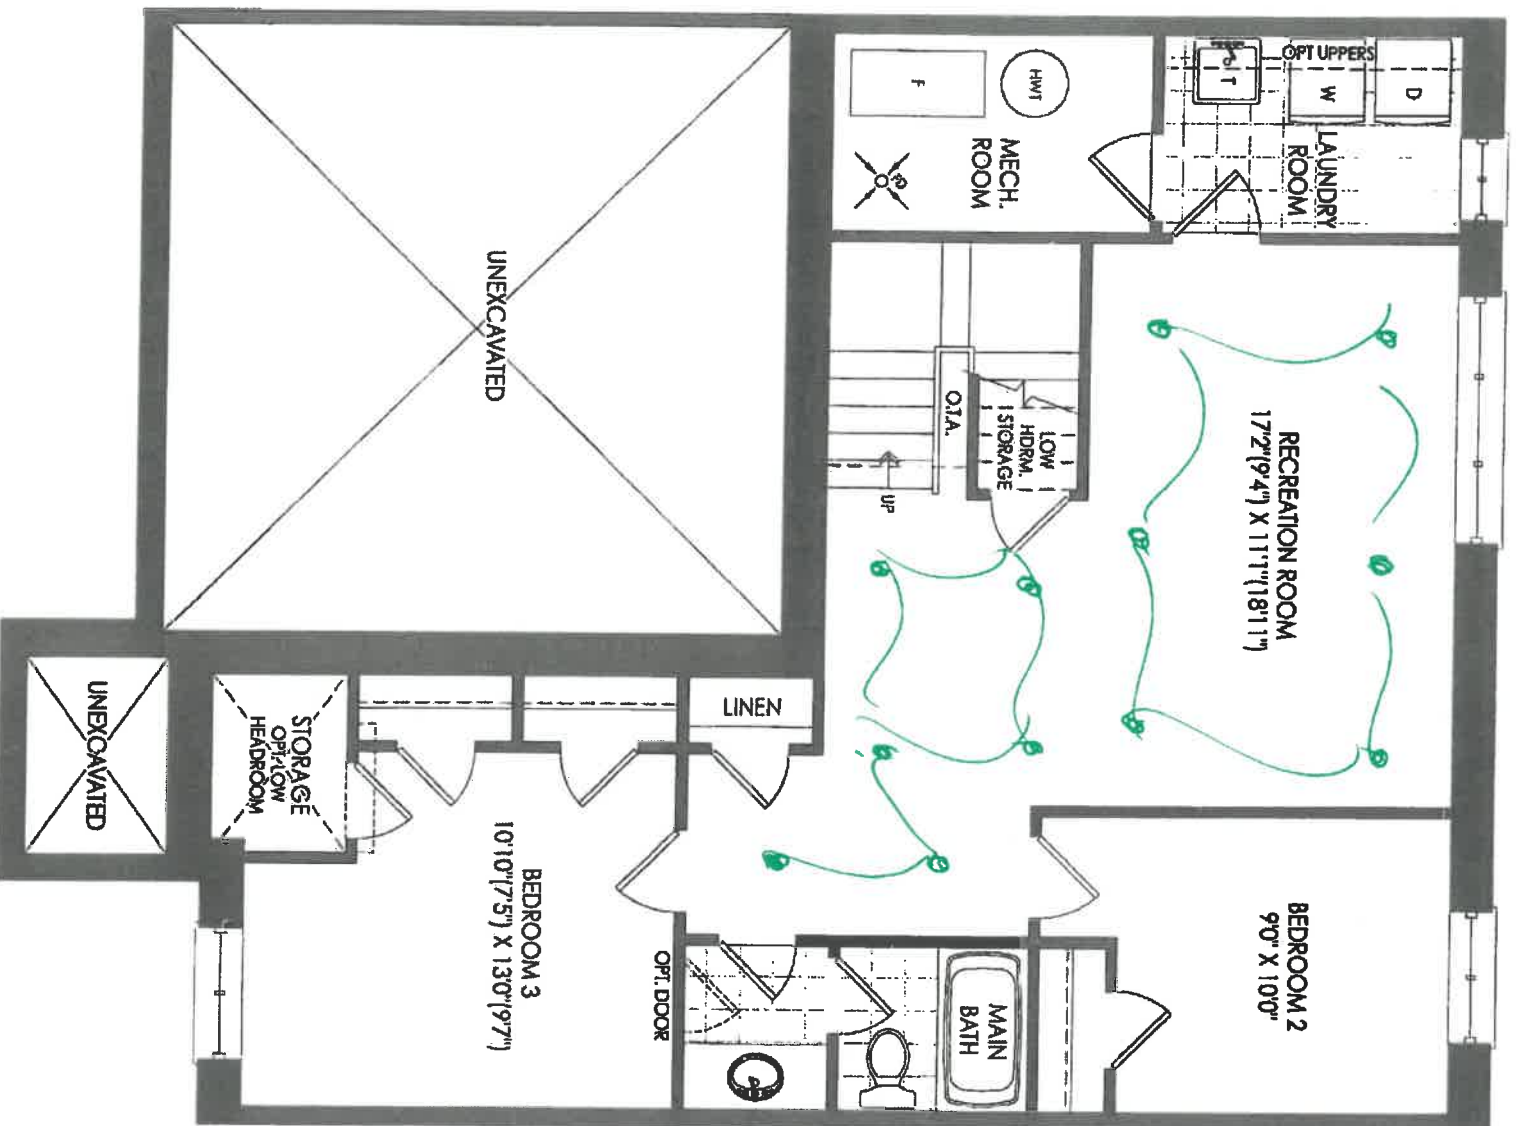 OPT UPPERS
D
W
T
LAUNDRY
ROOM
HWT
F
MECH.
ROOM
FD
UNEXCAVATED
RECREATION ROOM
17'2"(9'4") X 11'1"(18'11")
LOW
HDRM.
STORAGE
O.T.A.
UP
LINEN
STORAGE
OPT. LOW
HEADROOM
UNEXCAVATED
BEDROOM 3
10'10"(7'5") X 13'0"(9'7")
OPT. DOOR
MAIN
BATH
BEDROOM 2
9'0" X 10'0"